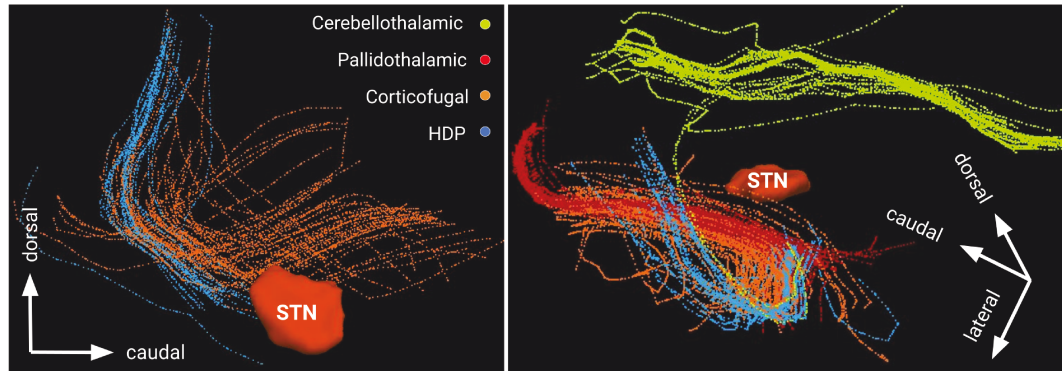 Cerebellothalamic
Pallidothalamic
Corticofugal
HDP
dorsal
caudal
STN
STN
dorsal
caudal
lateral